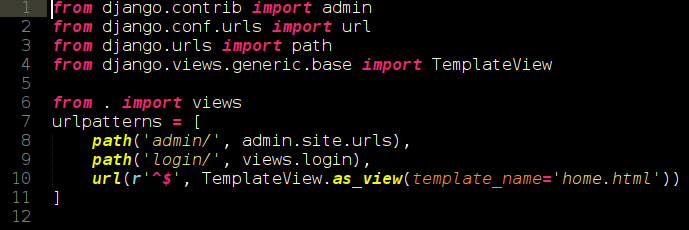 1 from django.contrib import admin
2 from django.conf.urls import url
3 from django.urls import path
4 from django.views.generic.base import TemplateView
5
6 from . import views
7 urlpatterns = [
8     path('admin/', admin.site.urls),
9     path('login/', views.login),
10     url(r'^$', TemplateView.as_view(template_name='home.html'))
11 ]
12